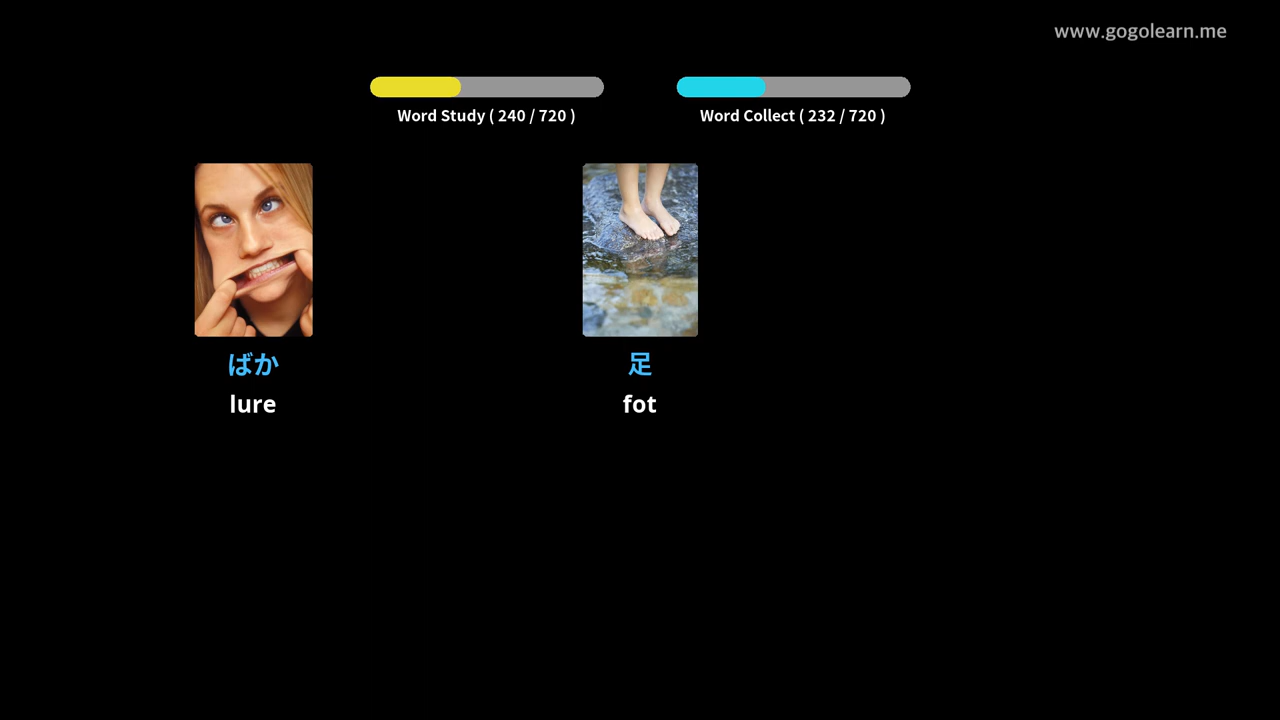 www.gogolearn.me
Word Study ( 240 / 720 )
Word Collect ( 232 / 720 )
ばか
lure
足
fot